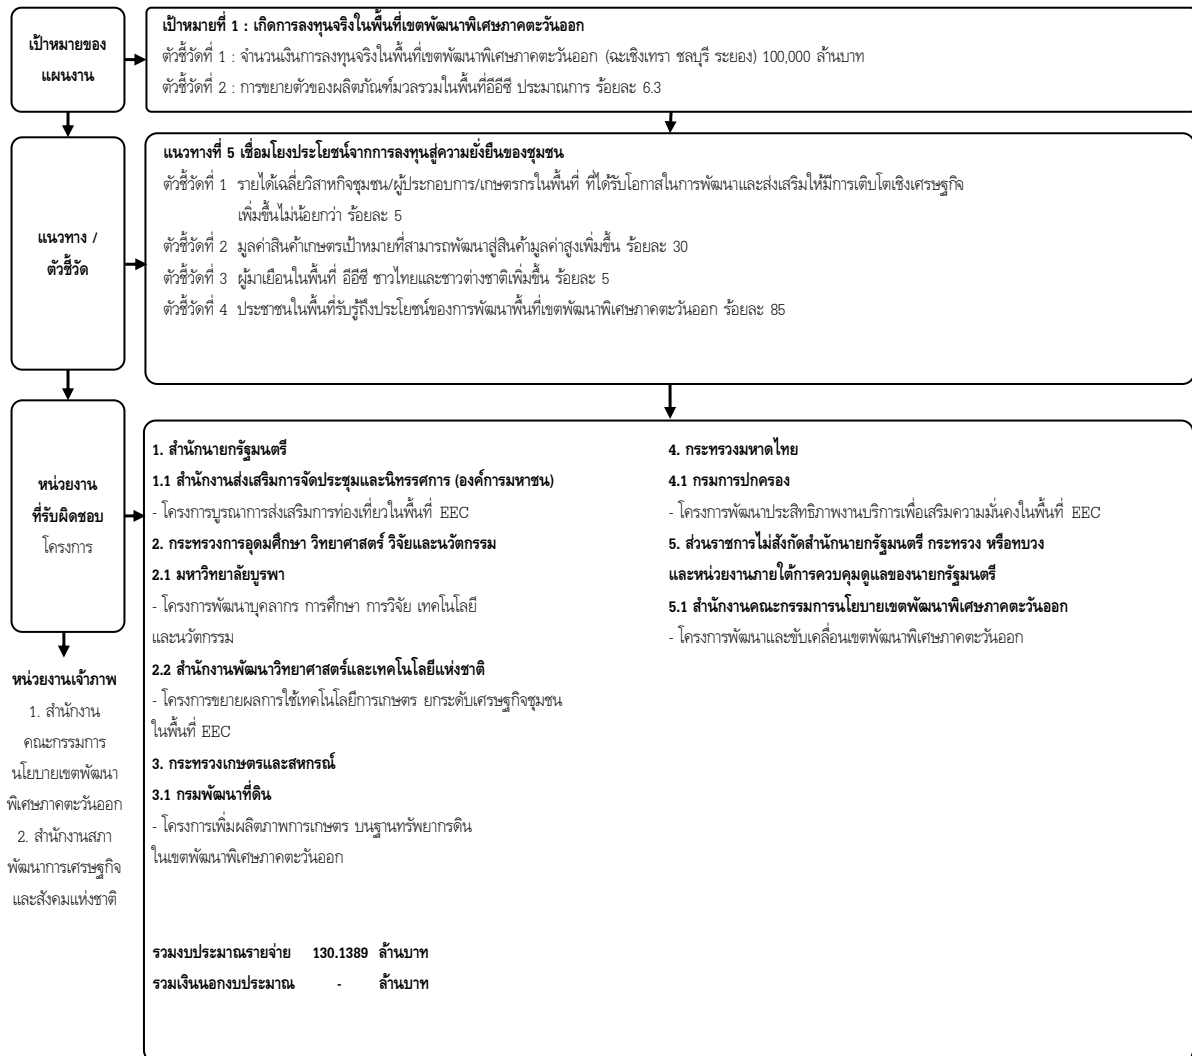 เป้าหมายของ
แผนงาน
เป้าหมายที่ 1 : เกิดการลงทุนจริงในพื้นที่เขตพัฒนาพิเศษภาคตะวันออก
ตัวชี้วัดที่ 1 : จำนวนเงินการลงทุนจริงในพื้นที่เขตพัฒนาพิเศษภาคตะวันออก (ฉะเชิงเทรา ชลบุรี ระยอง) 100,000 ล้านบาท
ตัวชี้วัดที่ 2 : การขยายตัวของผลิตภัณฑ์มวลรวมในพื้นที่อีอีซี ประมาณการ ร้อยละ 6.3
แนวทาง /
ตัวชี้วัด
แนวทางที่ 5 เชื่อมโยงประโยชน์จากการลงทุนสู่ความยั่งยืนของชุมชน
ตัวชี้วัดที่ 1 รายได้เฉลี่ยวิสาหกิจชุมชน/ผู้ประกอบการ/เกษตรกรในพื้นที่ ที่ได้รับโอกาสในการพัฒนาและส่งเสริมให้มีการเติบโตเชิงเศรษฐกิจ
เพิ่มขึ้นไม่น้อยกว่า ร้อยละ 5
ตัวชี้วัดที่ 2 มูลค่าสินค้าเกษตรเป้าหมายที่สามารถพัฒนาสู่สินค้ามูลค่าสูงเพิ่มขึ้น ร้อยละ 30
ตัวชี้วัดที่ 3 ผู้มาเยือนในพื้นที่ อีอีซี ชาวไทยและชาวต่างชาติเพิ่มขึ้น ร้อยละ 5
ตัวชี้วัดที่ 4 ประชาชนในพื้นที่รับรู้ถึงประโยชน์ของการพัฒนาพื้นที่เขตพัฒนาพิเศษภาคตะวันออก ร้อยละ 85
หน่วยงาน
ที่รับผิดชอบ
โครงการ
1. สำนักนายกรัฐมนตรี
1.1 สำนักงานส่งเสริมการจัดประชุมและนิทรรศการ (องค์การมหาชน)
- โครงการบูรณาการส่งเสริมการท่องเที่ยวในพื้นที่ EEC
2. กระทรวงการอุดมศึกษา วิทยาศาสตร์ วิจัยและนวัตกรรม
2.1 มหาวิทยาลัยบูรพา
- โครงการพัฒนาบุคลากร การศึกษา การวิจัย เทคโนโลยี
และนวัตกรรม
2.2 สำนักงานพัฒนาวิทยาศาสตร์และเทคโนโลยีแห่งชาติ
- โครงการขยายผลการใช้เทคโนโลยีการเกษตร ยกระดับเศรษฐกิจชุมชน
ในพื้นที่ EEC
3. กระทรวงเกษตรและสหกรณ์
3.1 กรมพัฒนาที่ดิน
- โครงการเพิ่มผลิตภาพการเกษตร บนฐานทรัพยากรดิน
ในเขตพัฒนาพิเศษภาคตะวันออก
4. กระทรวงมหาดไทย
4.1 กรมการปกครอง
- โครงการพัฒนาประสิทธิภาพงานบริการเพื่อเสริมความมั่นคงในพื้นที่ EEC
5. ส่วนราชการไม่สังกัดสำนักนายกรัฐมนตรี กระทรวง หรือทบวง
และหน่วยงานภายใต้การควบคุมดูแลของนายกรัฐมนตรี
5.1 สำนักงานคณะกรรมการนโยบายเขตพัฒนาพิเศษภาคตะวันออก
- โครงการพัฒนาและขับเคลื่อนเขตพัฒนาพิเศษภาคตะวันออก
รวมงบประมาณรายจ่าย 130.1389 ล้านบาท
รวมเงินนอกงบประมาณ - ล้านบาท
หน่วยงานเจ้าภาพ
1. สำนักงาน
คณะกรรมการ
นโยบายเขตพัฒนา
พิเศษภาคตะวันออก
2. สำนักงานสภา
พัฒนาการเศรษฐกิจ
และสังคมแห่งชาติ